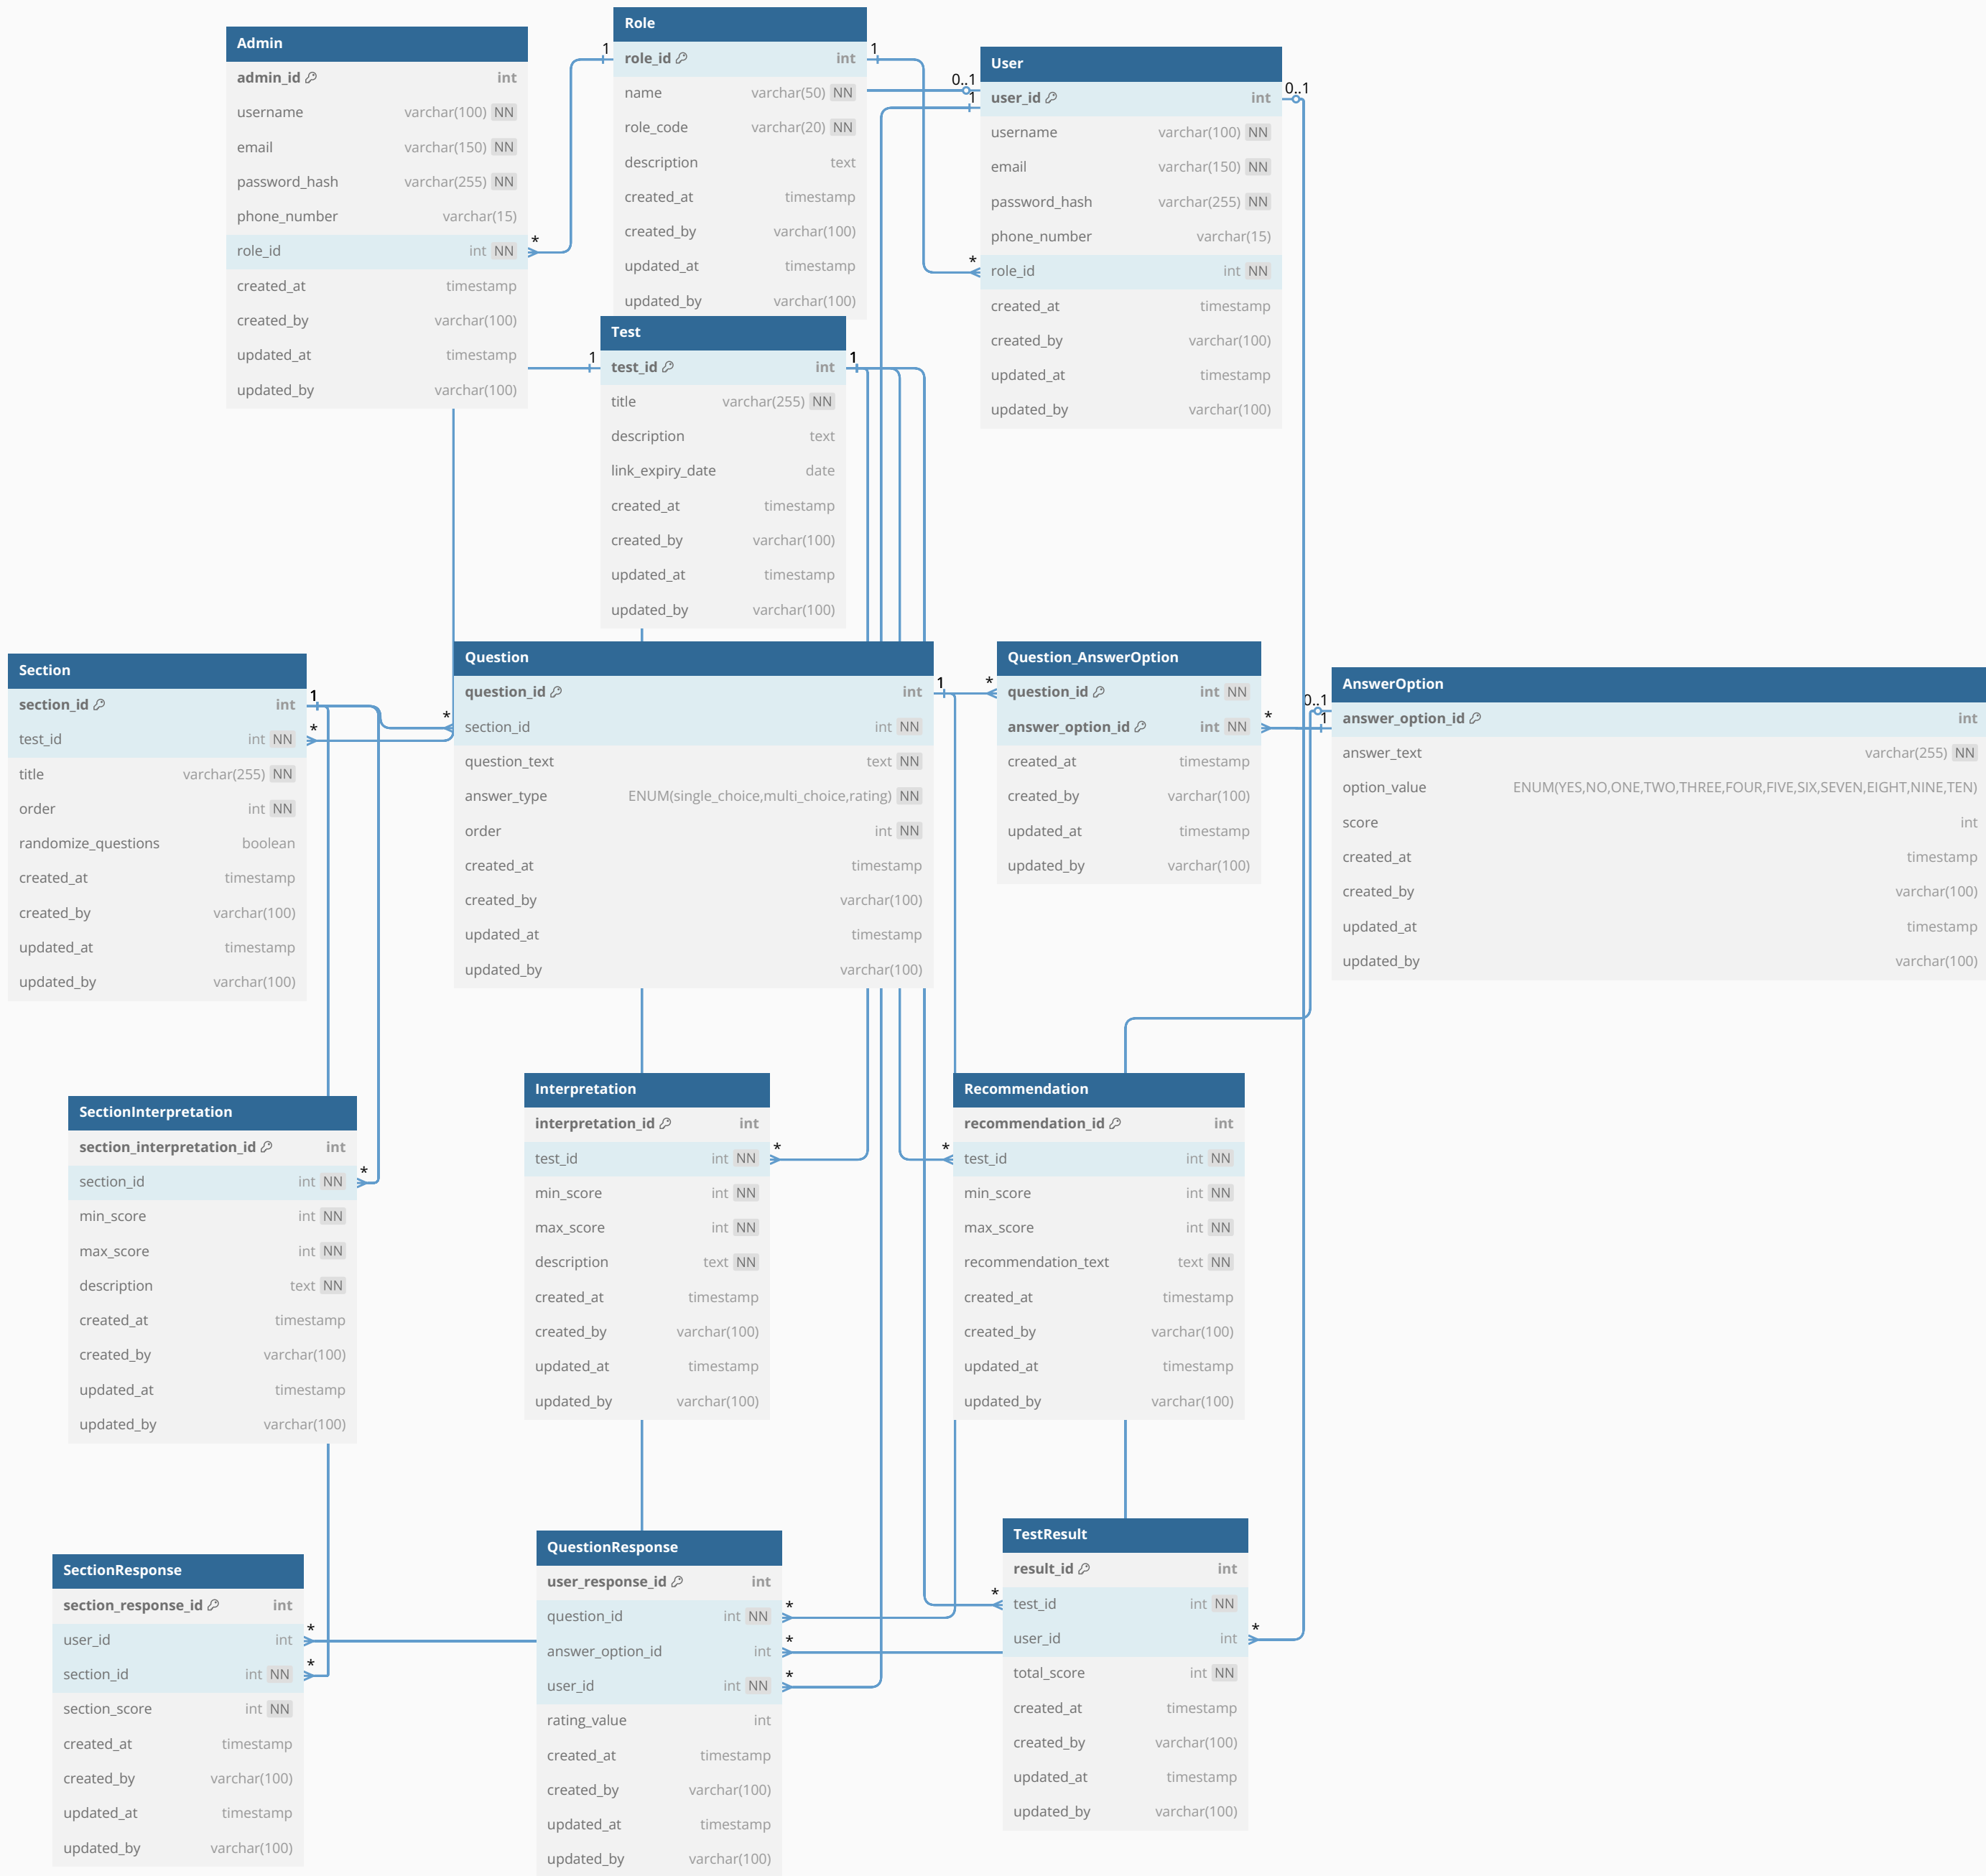 Admin
admin_id int
username varchar(100) NN
email varchar(150) NN
password_hash varchar(255) NN
phone_number varchar(15)
role_id int NN
created_at timestamp
created_by varchar(100)
updated_at timestamp
updated_by varchar(100)
*
Role
1 role_id int 1
name varchar(50) NN
role_code varchar(20) NN
description text
created_at timestamp
created_by varchar(100)
updated_at timestamp
updated_by varchar(100)
User
0..1
1
user_id int 0..1
username varchar(100) NN
email varchar(150) NN
password_hash varchar(255) NN
phone_number varchar(15)
* role_id int NN
created_at timestamp
created_by varchar(100)
updated_at timestamp
updated_by varchar(100)
Test
1 test_id int 1
title varchar(255) NN
description text
link_expiry_date date
created_at timestamp
created_by varchar(100)
updated_at timestamp
updated_by varchar(100)
Section
section_id int 1
test_id int NN *
title varchar(255) NN
order int NN
randomize_questions boolean
created_at timestamp
created_by varchar(100)
updated_at timestamp
updated_by varchar(100)
Question
question_id int 1
* section_id int NN
question_text text NN
answer_type ENUM(single_choice,multi_choice,rating) NN
order int NN
created_at timestamp
created_by varchar(100)
updated_at timestamp
updated_by varchar(100)
Question_AnswerOption
* question_id int NN
answer_option_id int NN *
created_at timestamp
created_by varchar(100)
updated_at timestamp
updated_by varchar(100)
AnswerOption
0..1
1
answer_option_id int
answer_text varchar(255) NN
option_value ENUM(YES,NO,ONE,TWO,THREE,FOUR,FIVE,SIX,SEVEN,EIGHT,NINE,TEN)
score int
created_at timestamp
created_by varchar(100)
updated_at timestamp
updated_by varchar(100)
SectionInterpretation
section_interpretation_id int
section_id int NN *
min_score int NN
max_score int NN
description text NN
created_at timestamp
created_by varchar(100)
updated_at timestamp
updated_by varchar(100)
Interpretation
interpretation_id int
test_id int NN *
min_score int NN
max_score int NN
description text NN
created_at timestamp
created_by varchar(100)
updated_at timestamp
updated_by varchar(100)
Recommendation
recommendation_id int
* test_id int NN
min_score int NN
max_score int NN
recommendation_text text NN
created_at timestamp
created_by varchar(100)
updated_at timestamp
updated_by varchar(100)
SectionResponse
section_response_id int
user_id int *
section_id int NN *
section_score int NN
created_at timestamp
created_by varchar(100)
updated_at timestamp
updated_by varchar(100)
QuestionResponse
user_response_id int
question_id int NN *
answer_option_id int *
user_id int NN *
rating_value int
created_at timestamp
created_by varchar(100)
updated_at timestamp
updated_by varchar(100)
TestResult
result_id int
* test_id int NN
user_id int *
total_score int NN
created_at timestamp
created_by varchar(100)
updated_at timestamp
updated_by varchar(100)